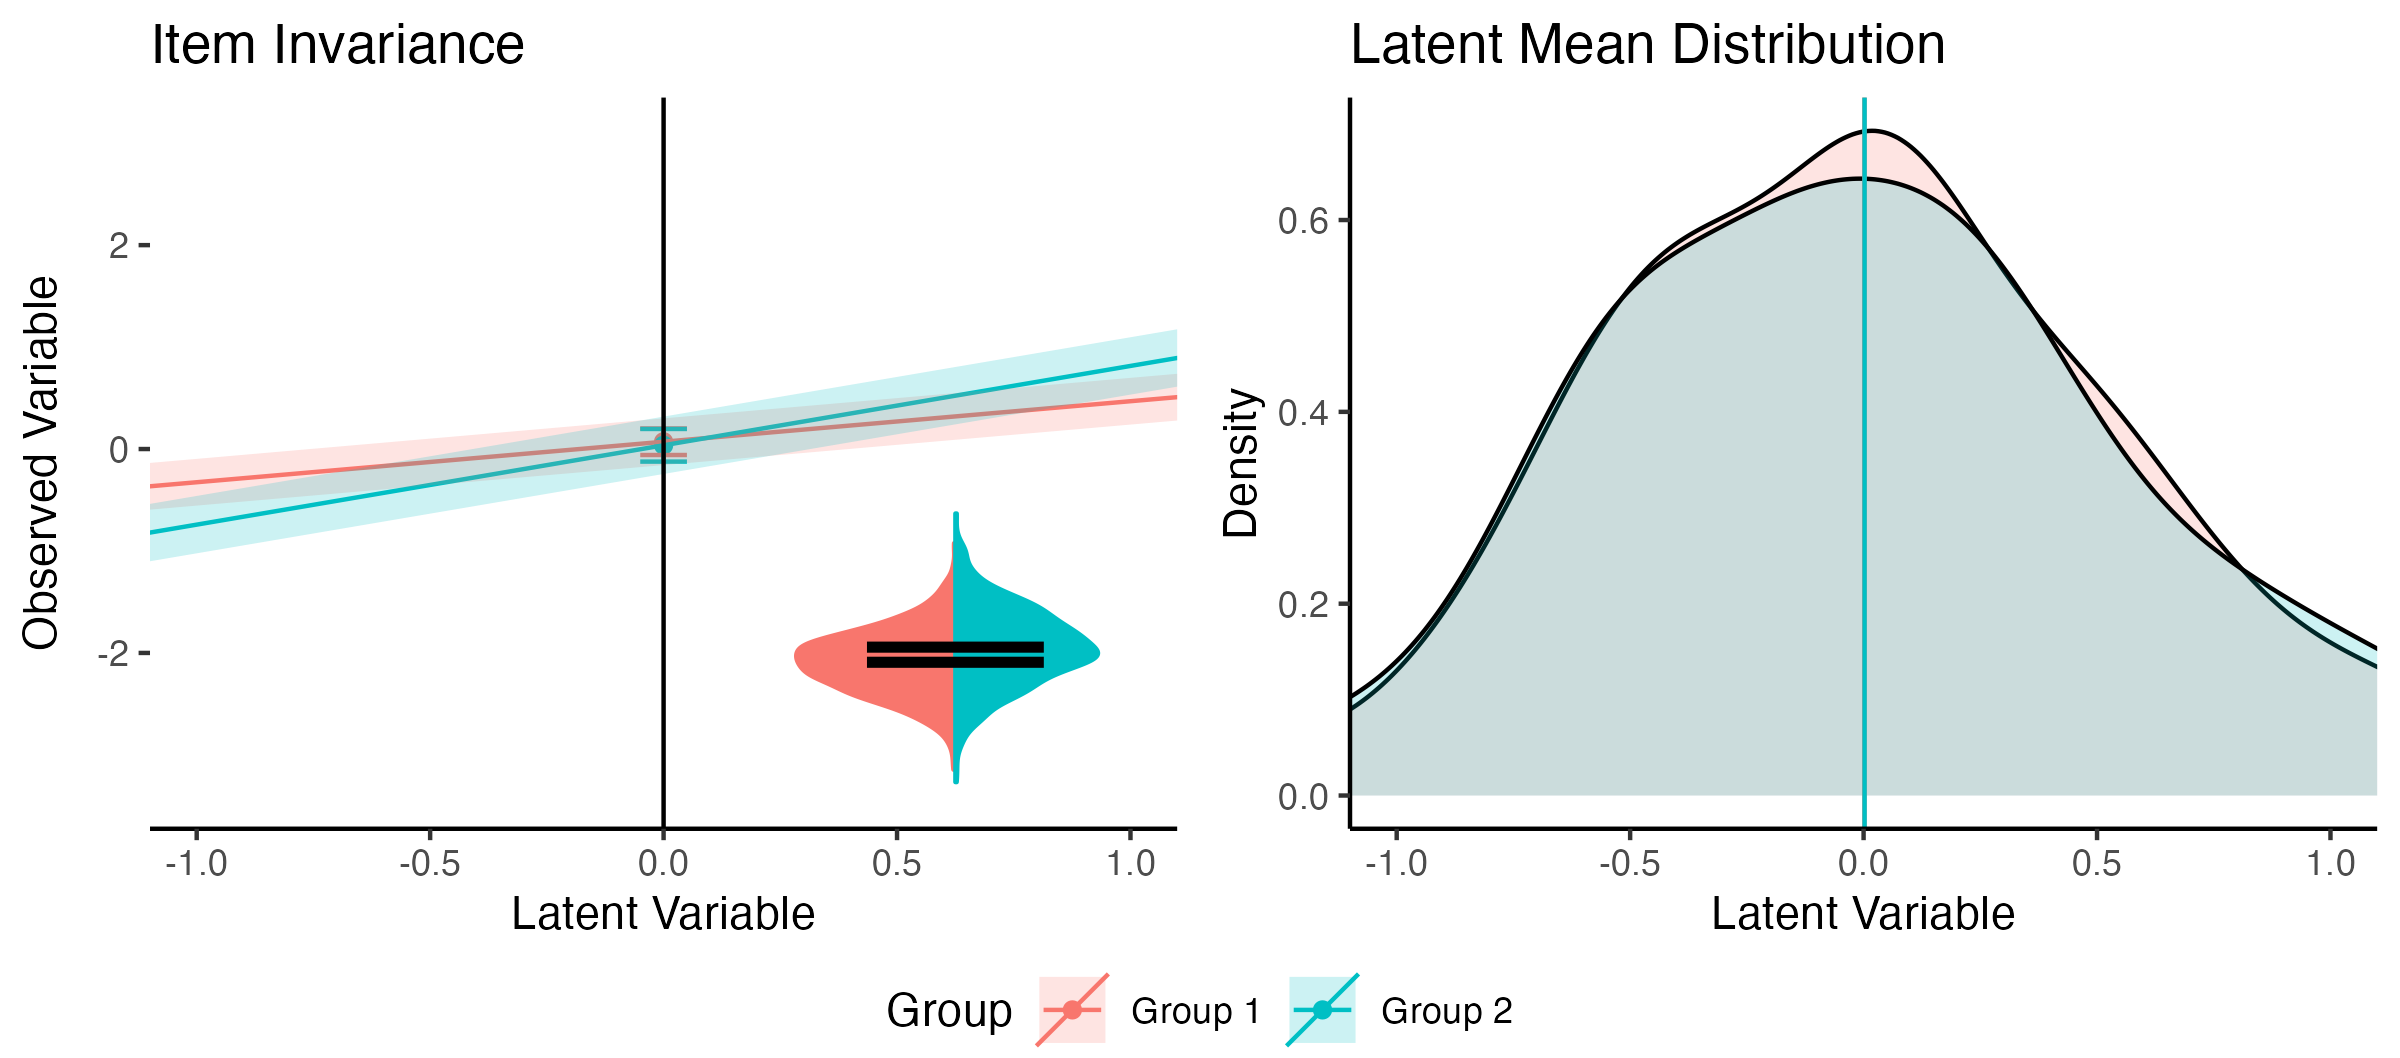 Item Invariance
Observed Variable
2
0
-2
-1.0 -0.5 0.0 0.5 1.0
Latent Variable
Latent Mean Distribution
Density
0.6
0.4
0.2
0.0
-1.0 -0.5 0.0 0.5 1.0
Latent Variable
Group Group 1 Group 2